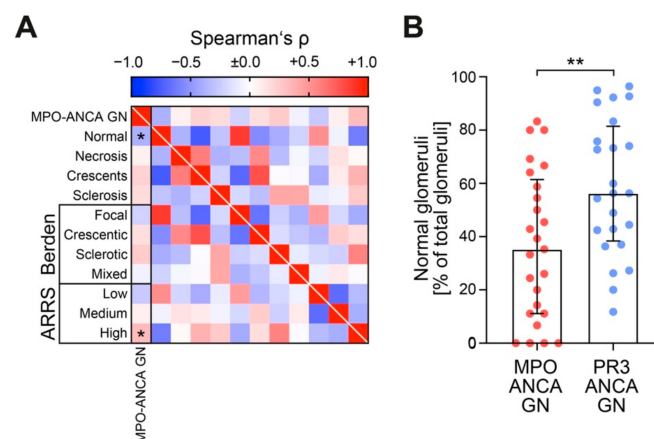 A
Spearman‘s ρ
−1.0 −0.5 ±0.0 +0.5 +1.0
MPO-ANCA GN
Normal *
Necrosis
Crescents
Sclerosis
Berden
Focal
Crescentic
Sclerotic
Mixed
ARRS
Low
Medium
High *
MPO-ANCA GN
B
**
Normal glomeruli
[% of total glomeruli]
100
80
60
40
20
0
MPO PR3
ANCA ANCA
GN GN